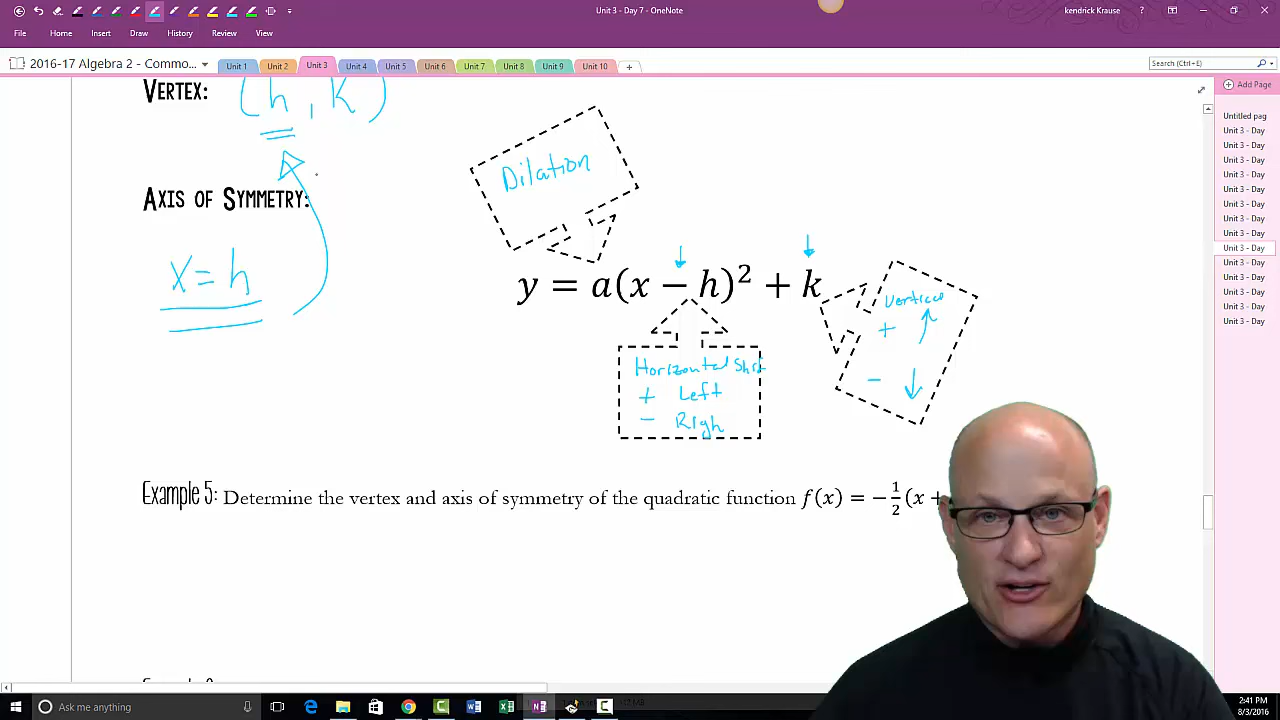 Unit 3 - Day 7 - OneNote
kendrick Krause
?
File Home Insert Draw History Review View
2016-17 Algebra 2 - Commo...
Unit 1 Unit 2 Unit 3 Unit 4 Unit 5 Unit 6 Unit 7 Unit 8 Unit 9 Unit 10 +
Search (Ctrl+E)
Add Page
Untitled pag
Unit 3 - Day
Unit 3 - Day
Unit 3 - Day
Unit 3 - Day
Unit 3 - Day
Unit 3 - Day
Unit 3 - Day
Unit 3 - Day
Unit 3 - Day
Unit 3 - Day
Unit 3 - Day
Unit 3 - Day
Unit 3 - Day
Unit 3 - Day
VERTEX: (h, k)
Dilation
AXIS OF SYMMETRY:
x = h
y = a(x − h)² + k
Vertical
+ ↑
− ↓
Horizontal Shif
+ Left
− Righ
Example 5: Determine the vertex and axis of symmetry of the quadratic function f(x) = −1/2(x +
Ask me anything
2:41 PM
8/3/2016